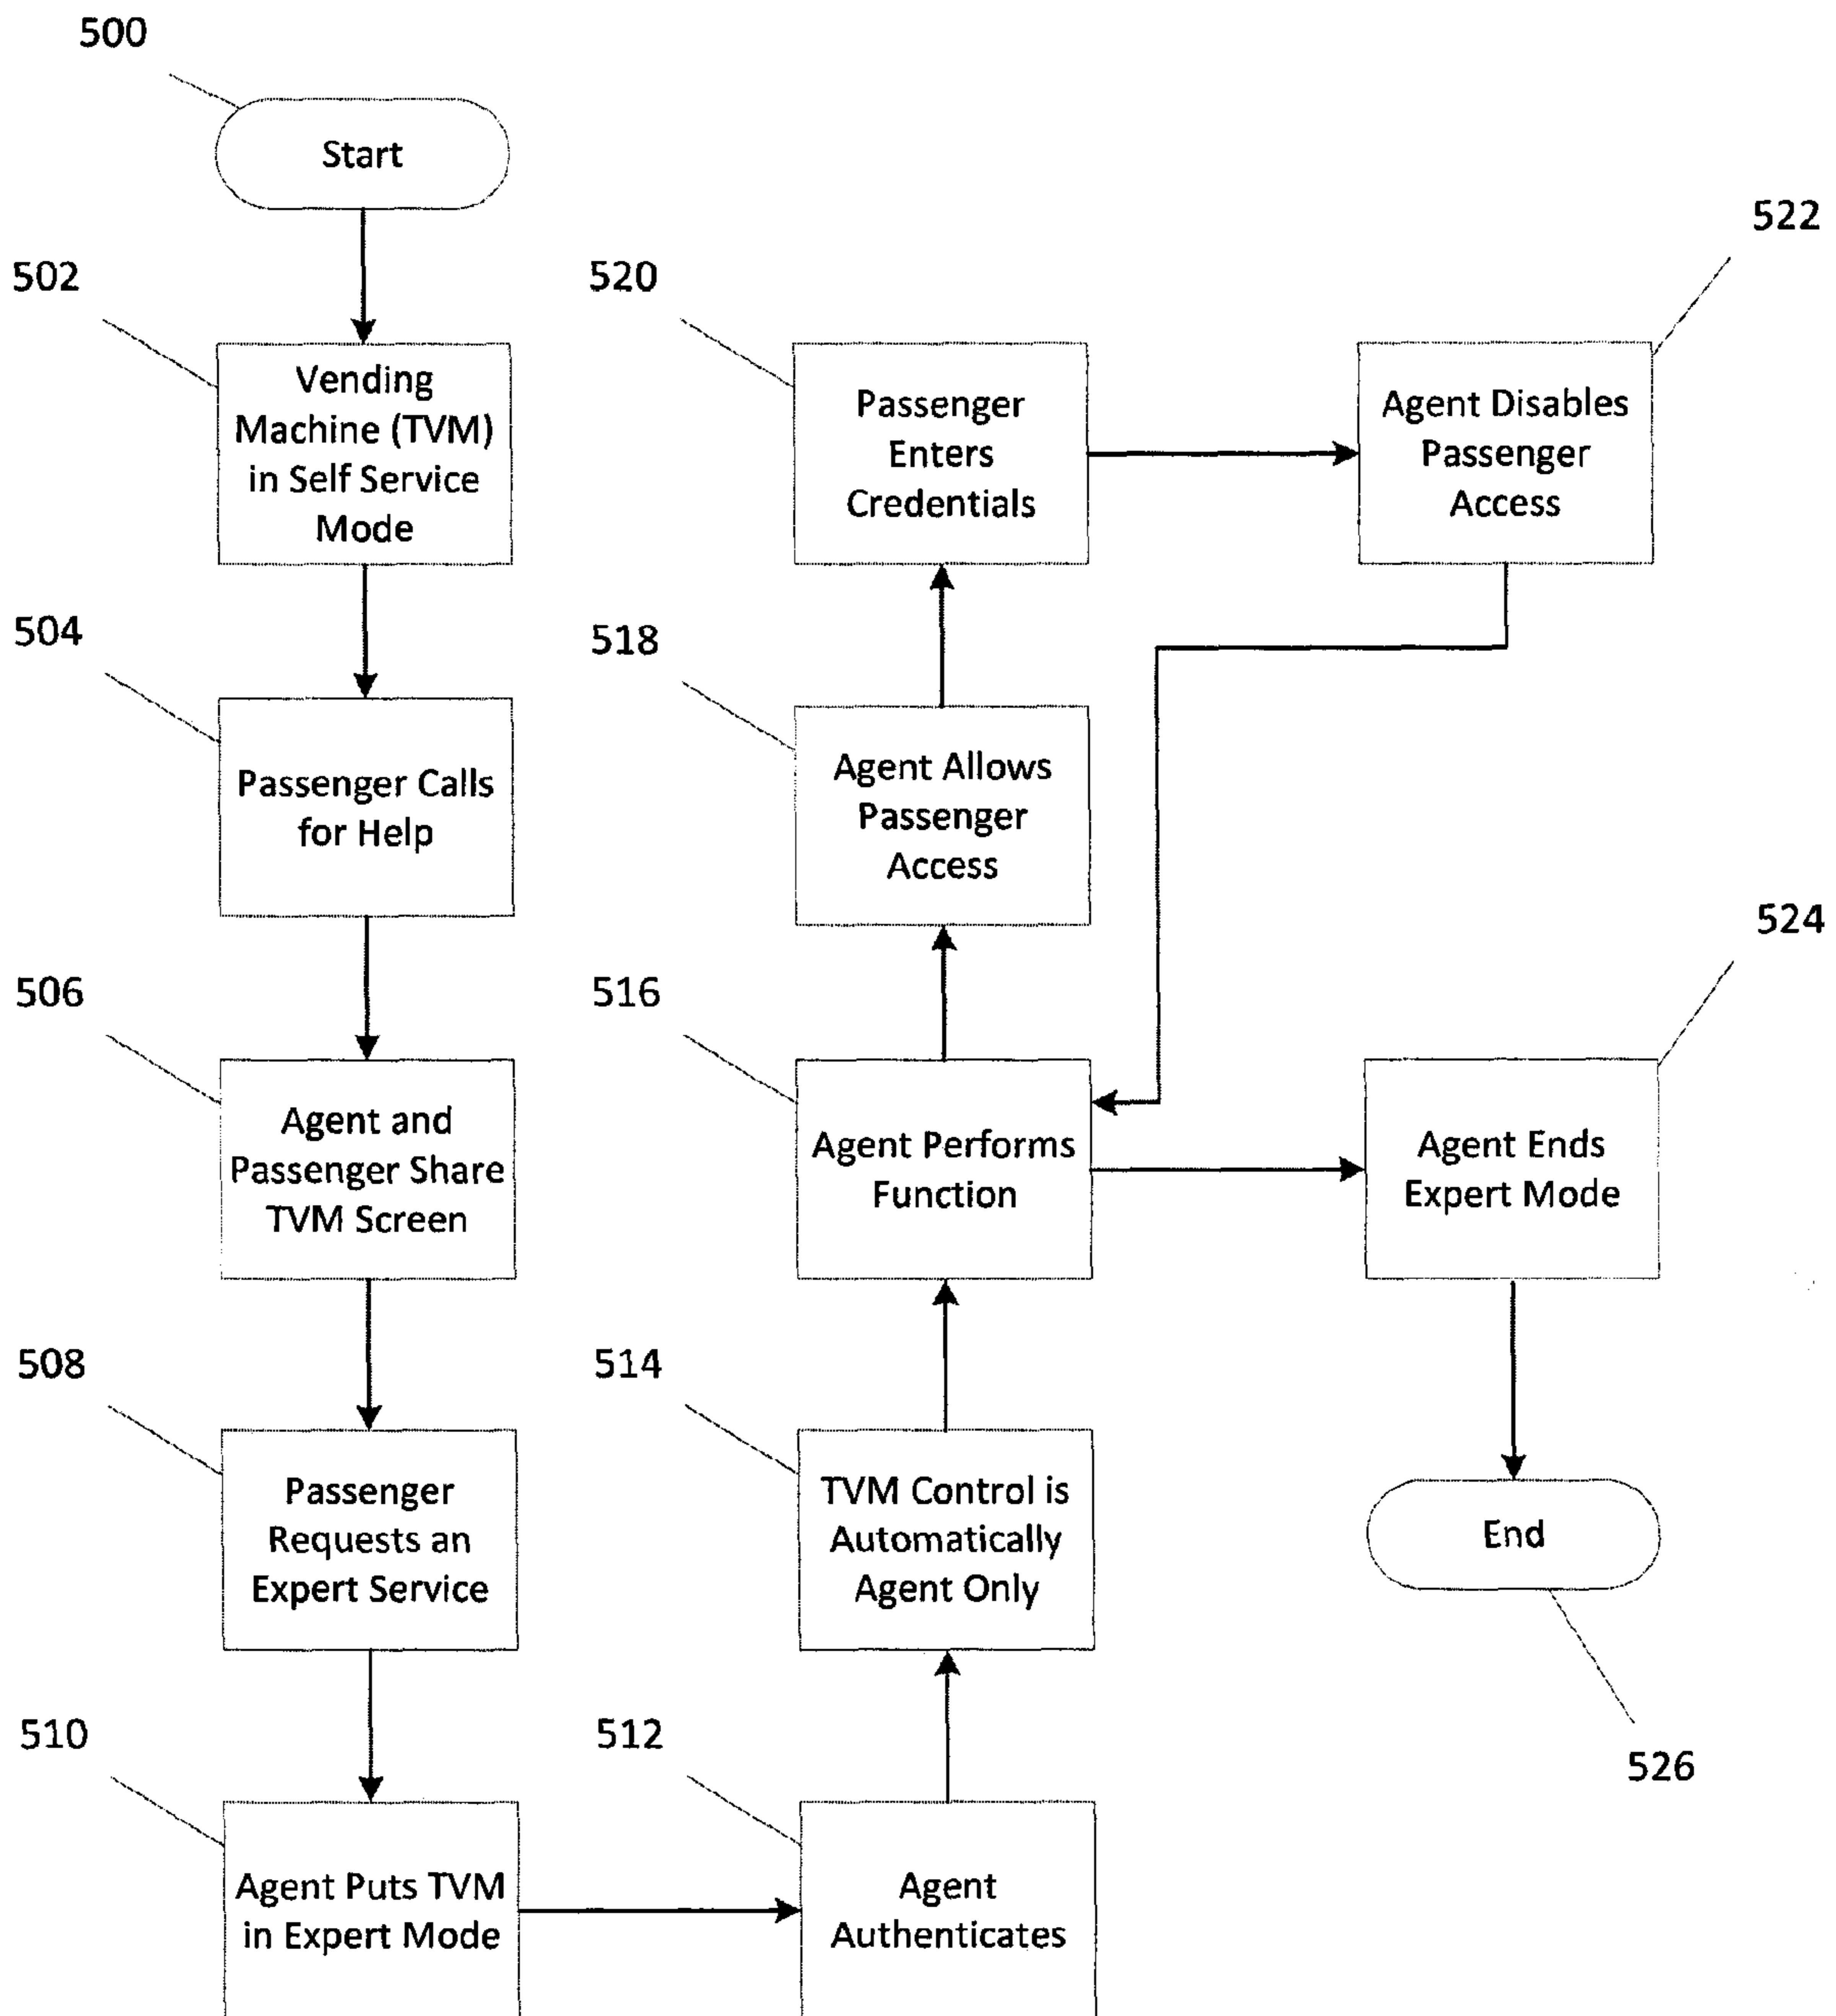 500
Start
502
Vending
Machine (TVM)
in Self Service
Mode
504
Passenger Calls
for Help
506
Agent and
Passenger Share
TVM Screen
508
Passenger
Requests an
Expert Service
510
Agent Puts TVM
in Expert Mode
512
Agent
Authenticates
514
TVM Control is
Automatically
Agent Only
516
Agent Performs
Function
518
Agent Allows
Passenger
Access
520
Passenger
Enters
Credentials
522
Agent Disables
Passenger
Access
524
Agent Ends
Expert Mode
End
526